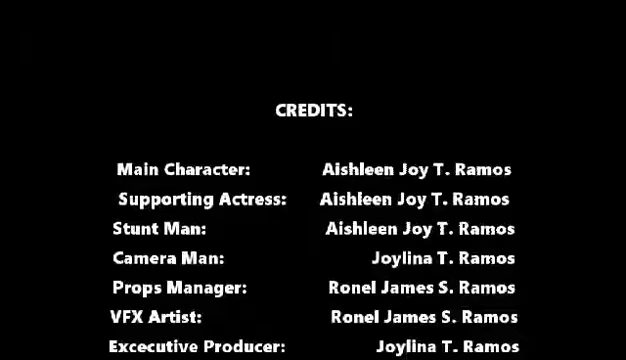 CREDITS:
Main Character: Aishleen Joy T. Ramos
Supporting Actress: Aishleen Joy T. Ramos
Stunt Man: Aishleen Joy T. Ramos
Camera Man: Joylina T. Ramos
Props Manager: Ronel James S. Ramos
VFX Artist: Ronel James S. Ramos
Excecutive Producer: Joylina T. Ramos